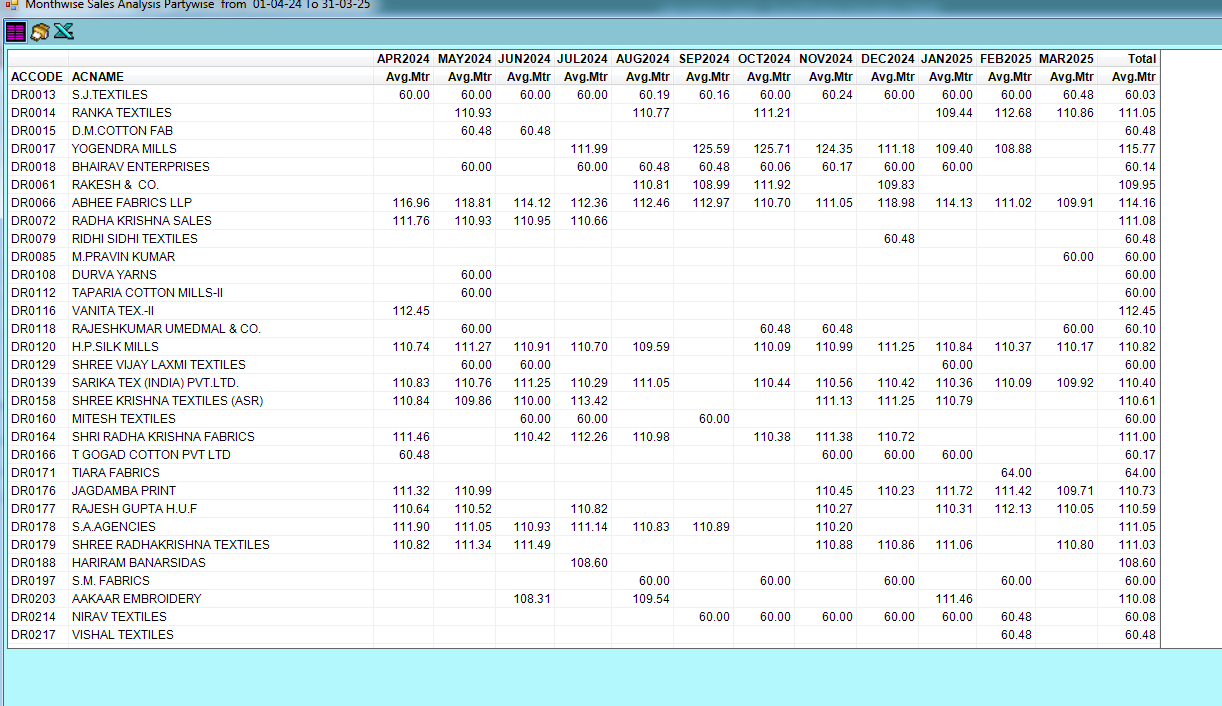 Monthwise Sales Analysis Partywise from 01-04-24 To 31-03-25
APR2024 MAY2024 JUN2024 JUL2024 AUG2024 SEP2024 OCT2024 NOV2024 DEC2024 JAN2025 FEB2025 MAR2025 Total
ACCODE ACNAME Avg.Mtr Avg.Mtr Avg.Mtr Avg.Mtr Avg.Mtr Avg.Mtr Avg.Mtr Avg.Mtr Avg.Mtr Avg.Mtr Avg.Mtr Avg.Mtr Avg.Mtr
DR0013 S.J.TEXTILES 60.00 60.00 60.00 60.00 60.19 60.16 60.00 60.24 60.00 60.00 60.00 60.48 60.03
DR0014 RANKA TEXTILES 110.93 110.77 111.21 109.44 112.68 110.86 111.05
DR0015 D.M.COTTON FAB 60.48 60.48 60.48
DR0017 YOGENDRA MILLS 111.99 125.59 125.71 124.35 111.18 109.40 108.88 115.77
DR0018 BHAIRAV ENTERPRISES 60.00 60.00 60.48 60.48 60.06 60.17 60.00 60.00 60.14
DR0061 RAKESH & CO. 110.81 108.99 111.92 109.83 109.95
DR0066 ABHEE FABRICS LLP 116.96 118.81 114.12 112.36 112.46 112.97 110.70 111.05 118.98 114.13 111.02 109.91 114.16
DR0072 RADHA KRISHNA SALES 111.76 110.93 110.95 110.66 111.08
DR0079 RIDHI SIDHI TEXTILES 60.48 60.48
DR0085 M.PRAVIN KUMAR 60.00 60.00
DR0108 DURVA YARNS 60.00 60.00
DR0112 TAPARIA COTTON MILLS-II 60.00 60.00
DR0116 VANITA TEX.-II 112.45 112.45
DR0118 RAJESHKUMAR UMEDMAL & CO. 60.00 60.48 60.48 60.00 60.10
DR0120 H.P.SILK MILLS 110.74 111.27 110.91 110.70 109.59 110.09 110.99 111.25 110.84 110.37 110.17 110.82
DR0129 SHREE VIJAY LAXMI TEXTILES 60.00 60.00 60.00 60.00
DR0139 SARIKA TEX (INDIA) PVT.LTD. 110.83 110.76 111.25 110.29 111.05 110.44 110.56 110.42 110.36 110.09 109.92 110.40
DR0158 SHREE KRISHNA TEXTILES (ASR) 110.84 109.86 110.00 113.42 111.13 111.25 110.79 110.61
DR0160 MITESH TEXTILES 60.00 60.00 60.00 60.00
DR0164 SHRI RADHA KRISHNA FABRICS 111.46 110.42 112.26 110.98 110.38 111.38 110.72 111.00
DR0166 T GOGAD COTTON PVT LTD 60.48 60.00 60.00 60.00 60.17
DR0171 TIARA FABRICS 64.00 64.00
DR0176 JAGDAMBA PRINT 111.32 110.99 110.45 110.23 111.72 111.42 109.71 110.73
DR0177 RAJESH GUPTA H.U.F 110.64 110.52 110.82 110.27 110.31 112.13 110.05 110.59
DR0178 S.A.AGENCIES 111.90 111.05 110.93 111.14 110.83 110.89 110.20 111.05
DR0179 SHREE RADHAKRISHNA TEXTILES 110.82 111.34 111.49 110.88 110.86 111.06 110.80 111.03
DR0188 HARIRAM BANARSIDAS 108.60 108.60
DR0197 S.M. FABRICS 60.00 60.00 60.00 60.00 60.00
DR0203 AAKAAR EMBROIDERY 108.31 109.54 111.46 110.08
DR0214 NIRAV TEXTILES 60.00 60.00 60.00 60.00 60.00 60.48 60.08
DR0217 VISHAL TEXTILES 60.48 60.48